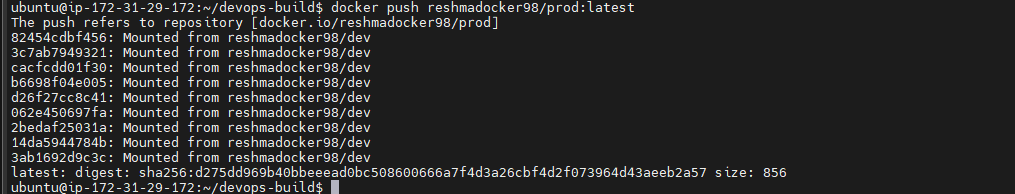 ubuntu@ip-172-31-29-172:~/devops-build$ docker push reshmadocker98/prod:latest
The push refers to repository [docker.io/reshmadocker98/prod]
82454cdbf456: Mounted from reshmadocker98/dev
3c7ab7949321: Mounted from reshmadocker98/dev
cacfcdd01f30: Mounted from reshmadocker98/dev
b6698f04e005: Mounted from reshmadocker98/dev
d26f27cc8c41: Mounted from reshmadocker98/dev
062e450697fa: Mounted from reshmadocker98/dev
2bedaf25031a: Mounted from reshmadocker98/dev
14da5944784b: Mounted from reshmadocker98/dev
3ab1692d9c3c: Mounted from reshmadocker98/dev
latest: digest: sha256:d275dd969b40bbeeead0bc508600666a7f4d3a26cbf4d2f073964d43aeeb2a57 size: 856
ubuntu@ip-172-31-29-172:~/devops-build$